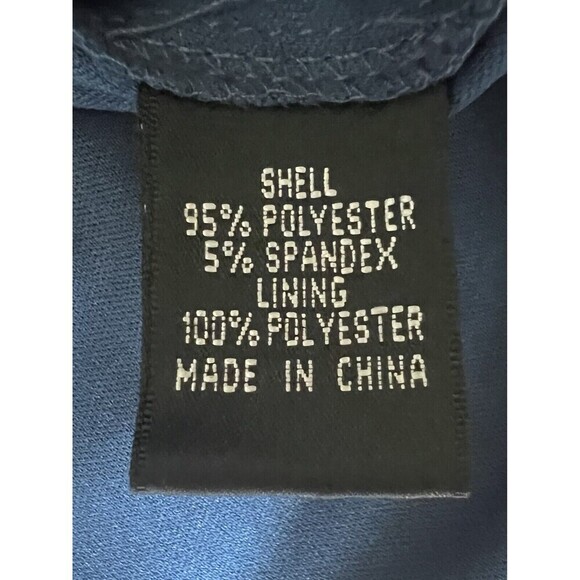 SHELL
95% POLYESTER
5% SPANDEX
LINING
100% POLYESTER
MADE IN CHINA